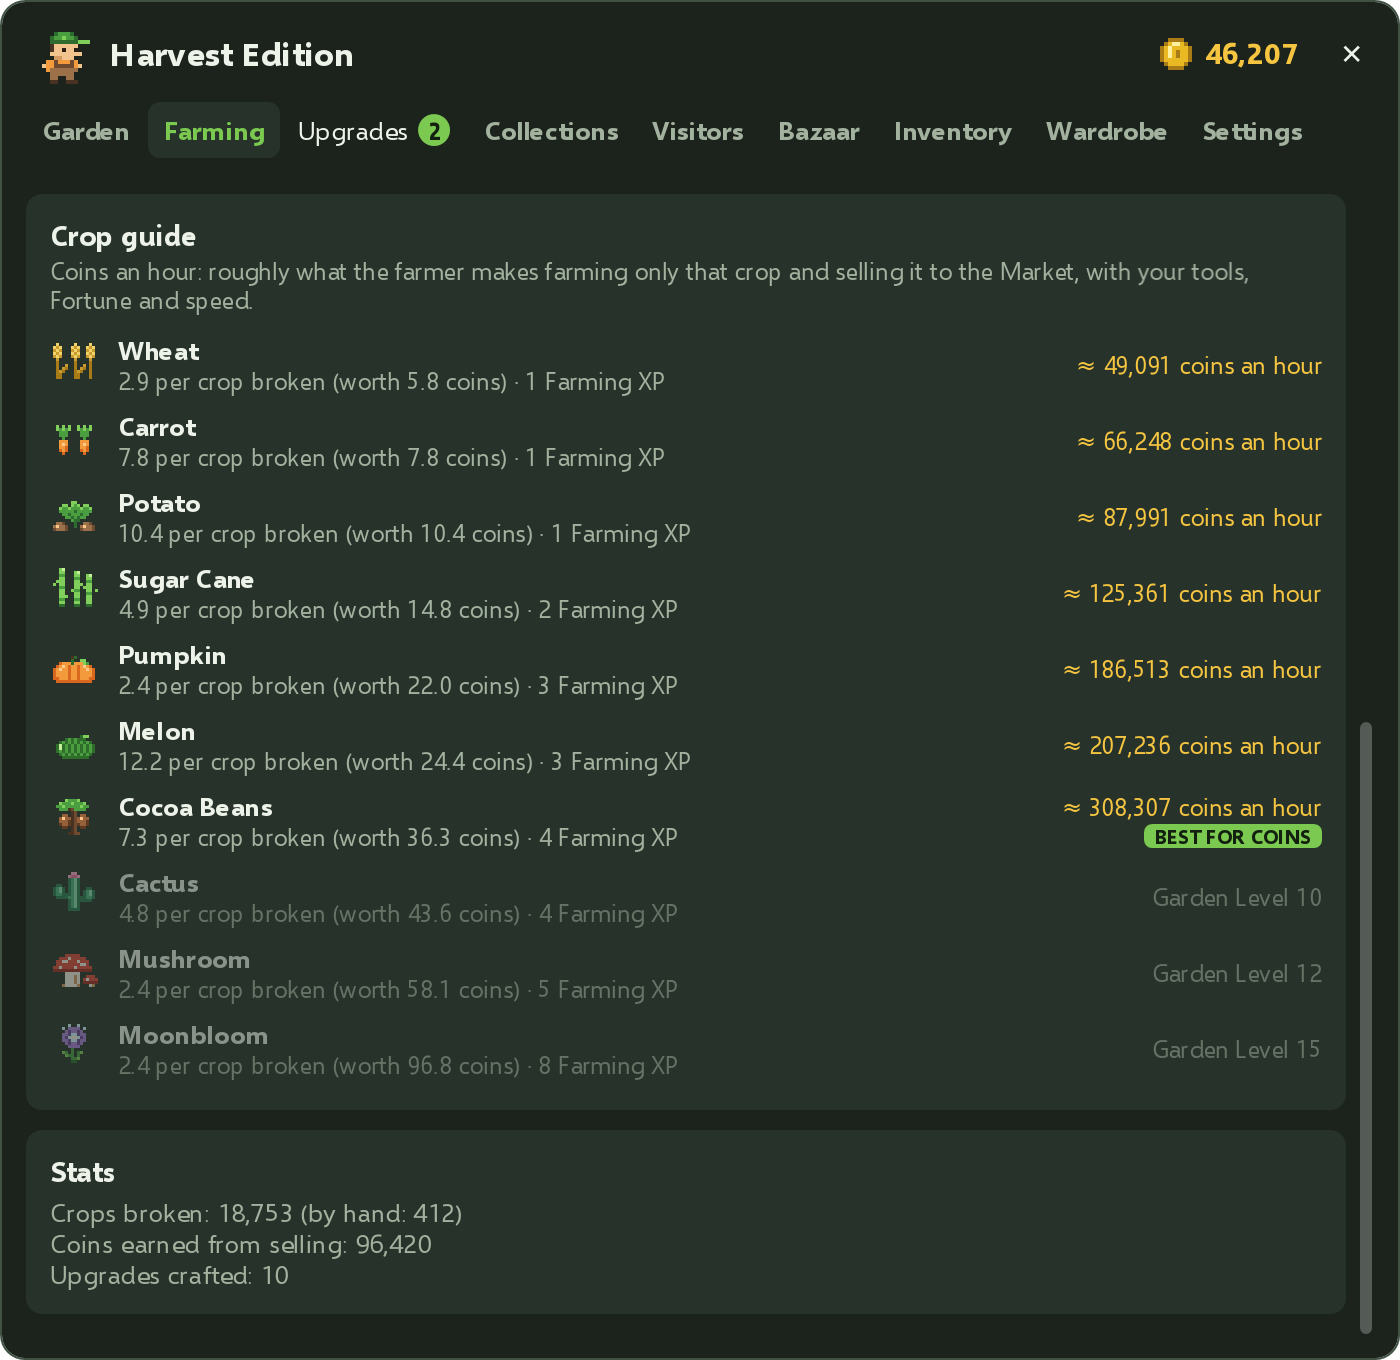 Harvest Edition
46,207
Garden Farming Upgrades 2 Collections Visitors Bazaar Inventory Wardrobe Settings
Crop guide
Coins an hour: roughly what the farmer makes farming only that crop and selling it to the Market, with your tools,
Fortune and speed.
Wheat
2.9 per crop broken (worth 5.8 coins) · 1 Farming XP
≈ 49,091 coins an hour
Carrot
7.8 per crop broken (worth 7.8 coins) · 1 Farming XP
≈ 66,248 coins an hour
Potato
10.4 per crop broken (worth 10.4 coins) · 1 Farming XP
≈ 87,991 coins an hour
Sugar Cane
4.9 per crop broken (worth 14.8 coins) · 2 Farming XP
≈ 125,361 coins an hour
Pumpkin
2.4 per crop broken (worth 22.0 coins) · 3 Farming XP
≈ 186,513 coins an hour
Melon
12.2 per crop broken (worth 24.4 coins) · 3 Farming XP
≈ 207,236 coins an hour
Cocoa Beans
7.3 per crop broken (worth 36.3 coins) · 4 Farming XP
≈ 308,307 coins an hour
BEST FOR COINS
Cactus
4.8 per crop broken (worth 43.6 coins) · 4 Farming XP
Garden Level 10
Mushroom
2.4 per crop broken (worth 58.1 coins) · 5 Farming XP
Garden Level 12
Moonbloom
2.4 per crop broken (worth 96.8 coins) · 8 Farming XP
Garden Level 15
Stats
Crops broken: 18,753 (by hand: 412)
Coins earned from selling: 96,420
Upgrades crafted: 10